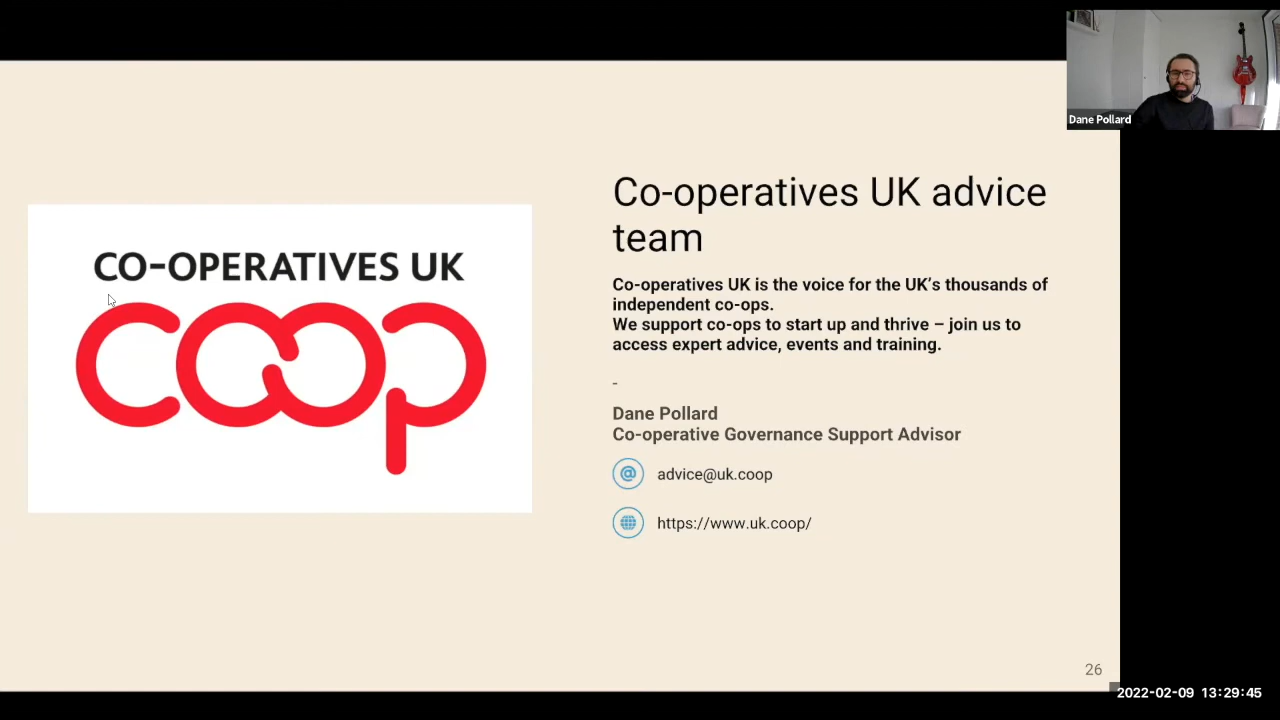 Dane Pollard
CO-OPERATIVES UK
coop
Co-operatives UK advice
team
Co-operatives UK is the voice for the UK’s thousands of
independent co-ops.
We support co-ops to start up and thrive – join us to
access expert advice, events and training.
-
Dane Pollard
Co-operative Governance Support Advisor
@ advice@uk.coop
https://www.uk.coop/
26
2022-02-09 13:29:45